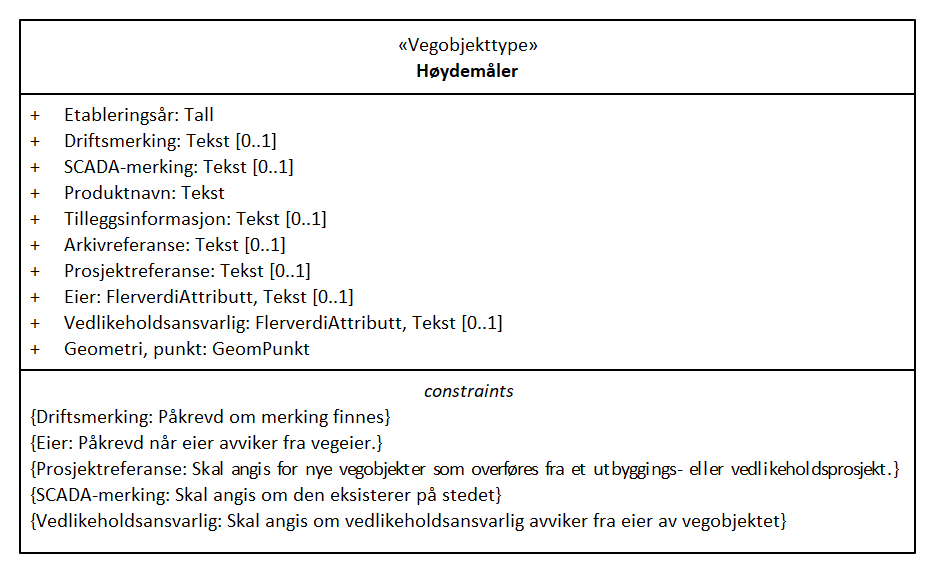 «Vegobjekttype»
Høydemåler
+ Etableringsår: Tall
+ Driftsmerking: Tekst [0..1]
+ SCADA-merking: Tekst [0..1]
+ Produktnavn: Tekst
+ Tilleggsinformasjon: Tekst [0..1]
+ Arkivreferanse: Tekst [0..1]
+ Prosjektreferanse: Tekst [0..1]
+ Eier: FlerverdiAttributt, Tekst [0..1]
+ Vedlikeholdsansvarlig: FlerverdiAttributt, Tekst [0..1]
+ Geometri, punkt: GeomPunkt
constraints
{Driftsmerking: Påkrevd om merking finnes}
{Eier: Påkrevd når eier avviker fra vegeier.}
{Prosjektreferanse: Skal angis for nye vegobjekter som overføres fra et utbyggings- eller vedlikeholdsprosjekt.}
{SCADA-merking: Skal angis om den eksisterer på stedet}
{Vedlikeholdsansvarlig: Skal angis om vedlikeholdsansvarlig avviker fra eier av vegobjektet}